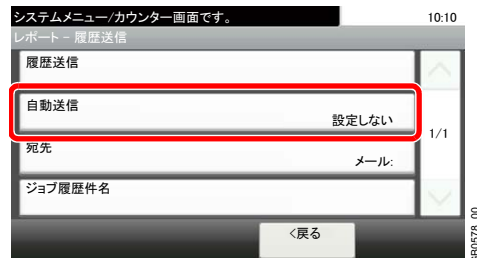 システムメニュー/カウンター画面です。 10:10
レポート - 履歴送信
履歴送信
自動送信
設定しない
1/1
宛先
メール:
ジョブ履歴件名
<戻る